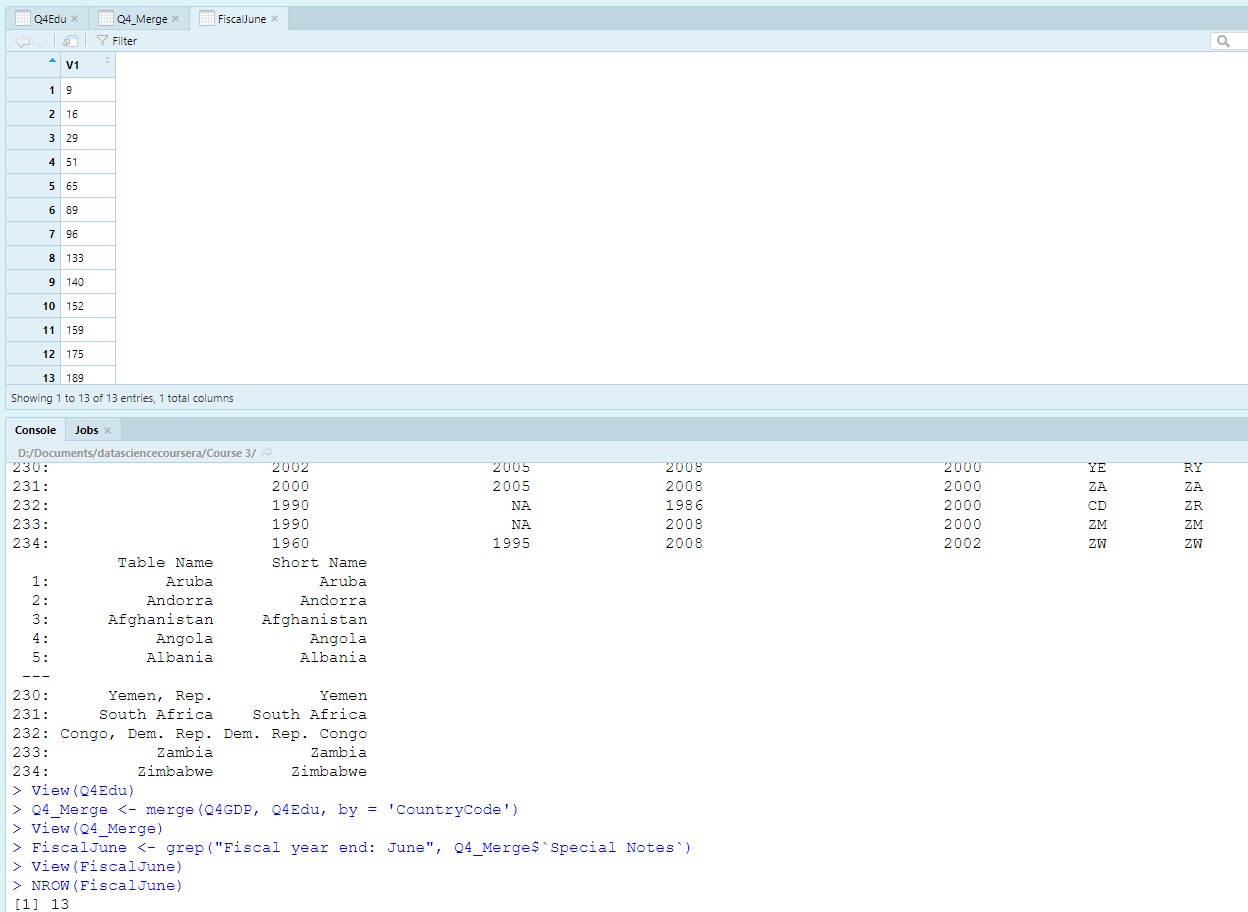 Q4Edu Q4_Merge FiscalJune
Filter
V1
1 9
2 16
3 29
4 51
5 65
6 89
7 96
8 133
9 140
10 152
11 159
12 175
13 189
Showing 1 to 13 of 13 entries, 1 total columns
Console Jobs
D:/Documents/datasciencecoursera/Course 3/
230: 2002 2005 2008 2000 YE RY
231: 2000 2005 2008 2000 ZA ZA
232: 1990 NA 1986 2000 CD ZR
233: 1990 NA 2008 2000 ZM ZM
234: 1960 1995 2008 2002 ZW ZW
Table Name Short Name
1: Aruba Aruba
2: Andorra Andorra
3: Afghanistan Afghanistan
4: Angola Angola
5: Albania Albania
---
230: Yemen, Rep. Yemen
231: South Africa South Africa
232: Congo, Dem. Rep. Dem. Rep. Congo
233: Zambia Zambia
234: Zimbabwe Zimbabwe
> View(Q4Edu)
> Q4_Merge <- merge(Q4GDP, Q4Edu, by = 'CountryCode')
> View(Q4_Merge)
> FiscalJune <- grep("Fiscal year end: June", Q4_Merge$`Special Notes`)
> View(FiscalJune)
> NROW(FiscalJune)
[1] 13